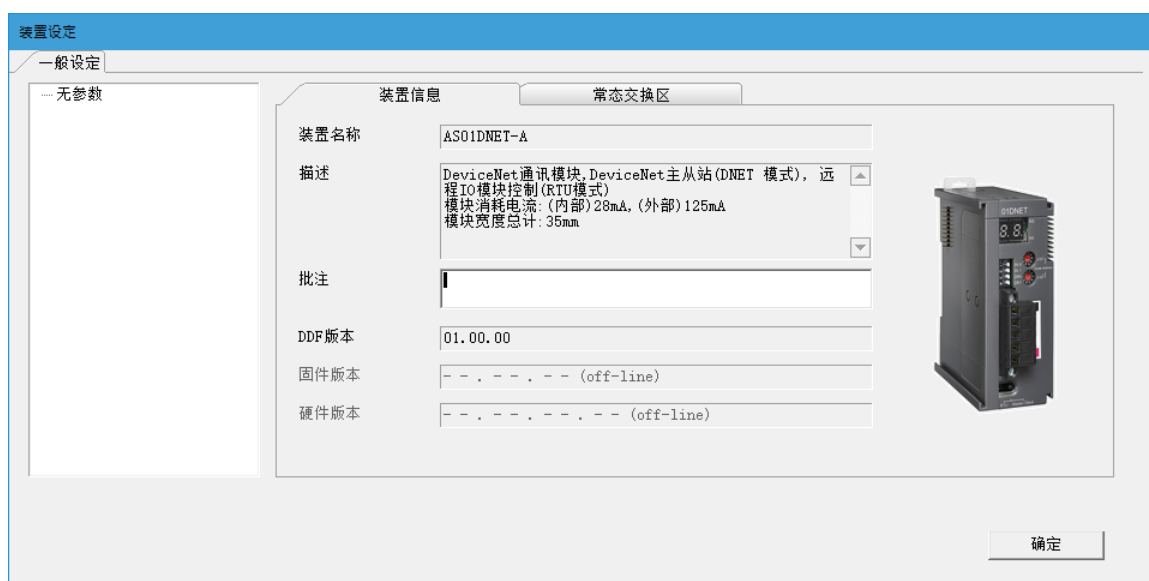 装置设定
一般设定
无参数
装置信息
常态交换区
装置名称
AS01DNET-A
描述
DeviceNet通讯模块,DeviceNet主从站(DNET 模式), 远
程IO模块控制(RTU模式)
模块消耗电流:(内部)28mA,(外部)125mA
模块宽度总计:35mm
批注
DDF版本
01.00.00
固件版本
- - . - - . - - (off-line)
硬件版本
- - . - - . - - . - - (off-line)
01DNET
8.8.
确定